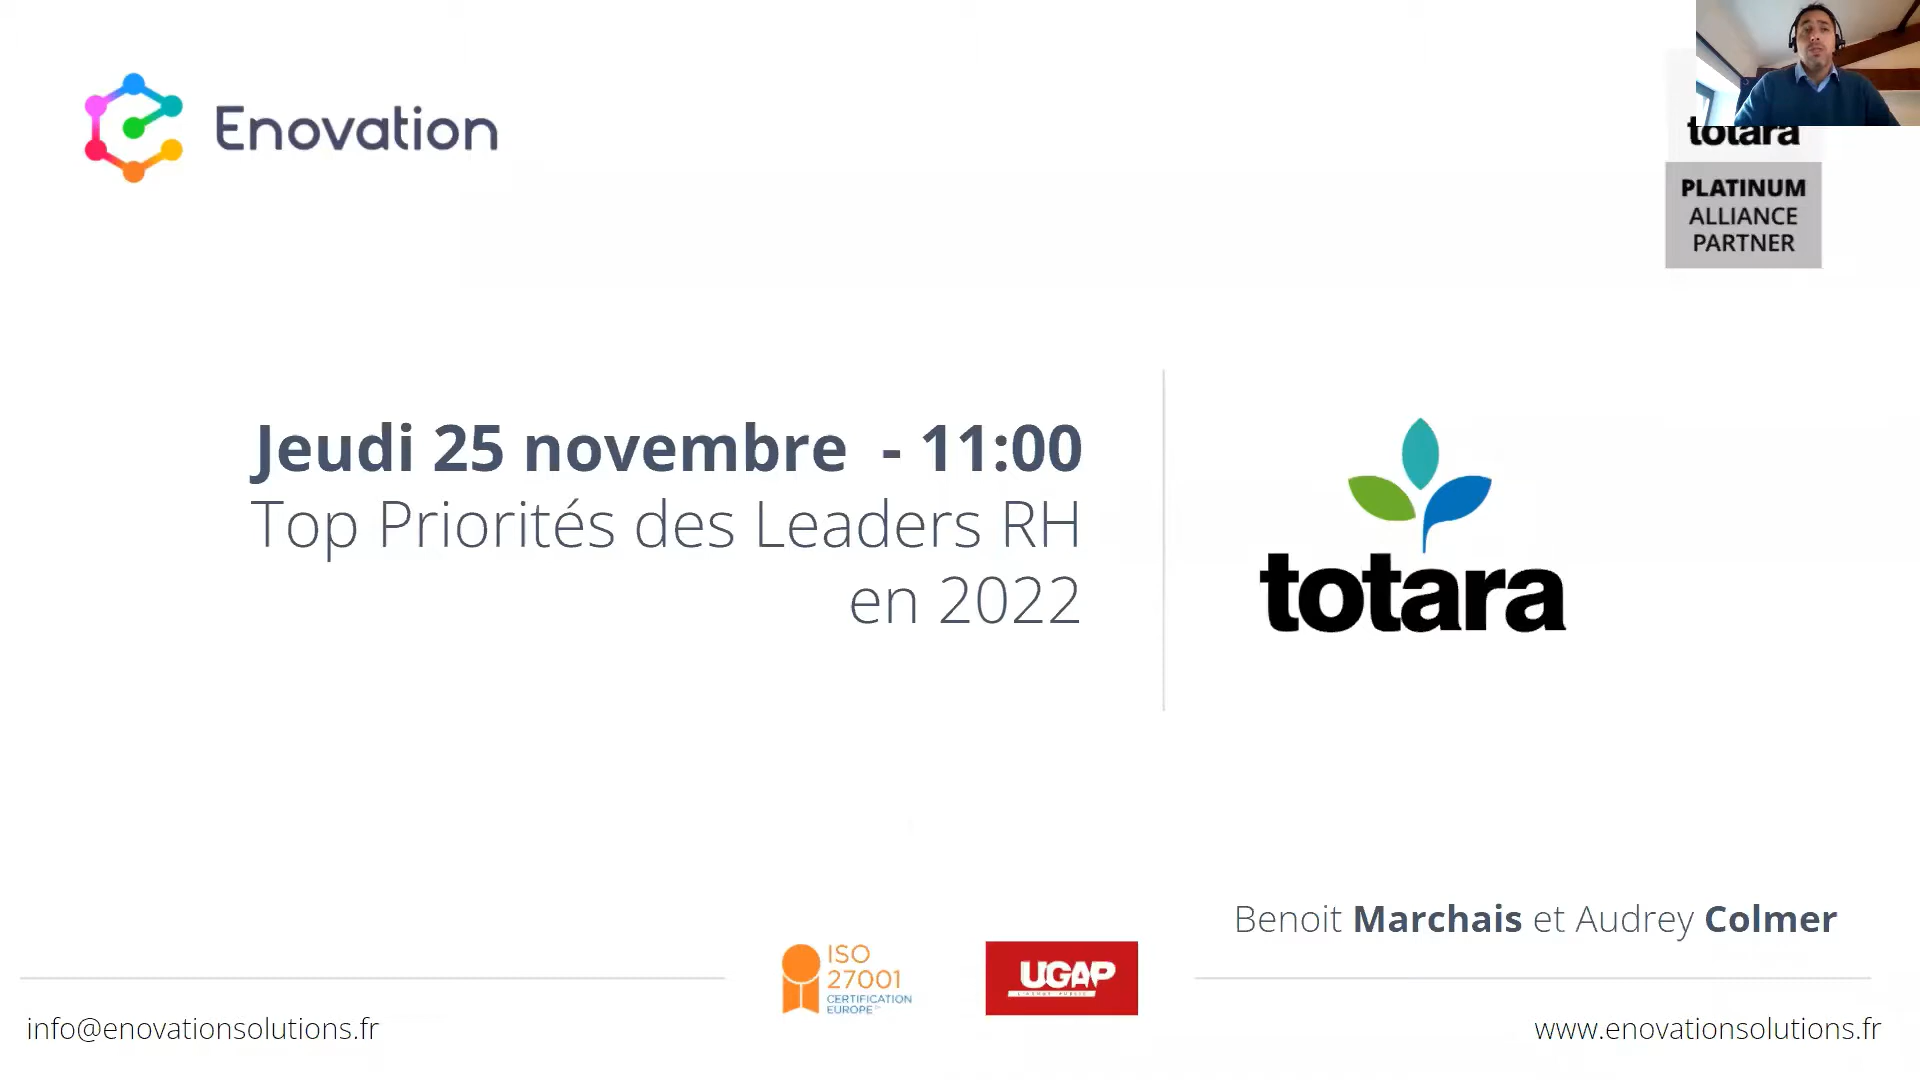 Enovation
totara
PLATINUM
ALLIANCE
PARTNER
Jeudi 25 novembre - 11:00
Top Priorités des Leaders RH
en 2022
totara
Benoit Marchais et Audrey Colmer
ISO
27001
CERTIFICATION
EUROPE
UGAP
info@enovationsolutions.fr
www.enovationsolutions.fr